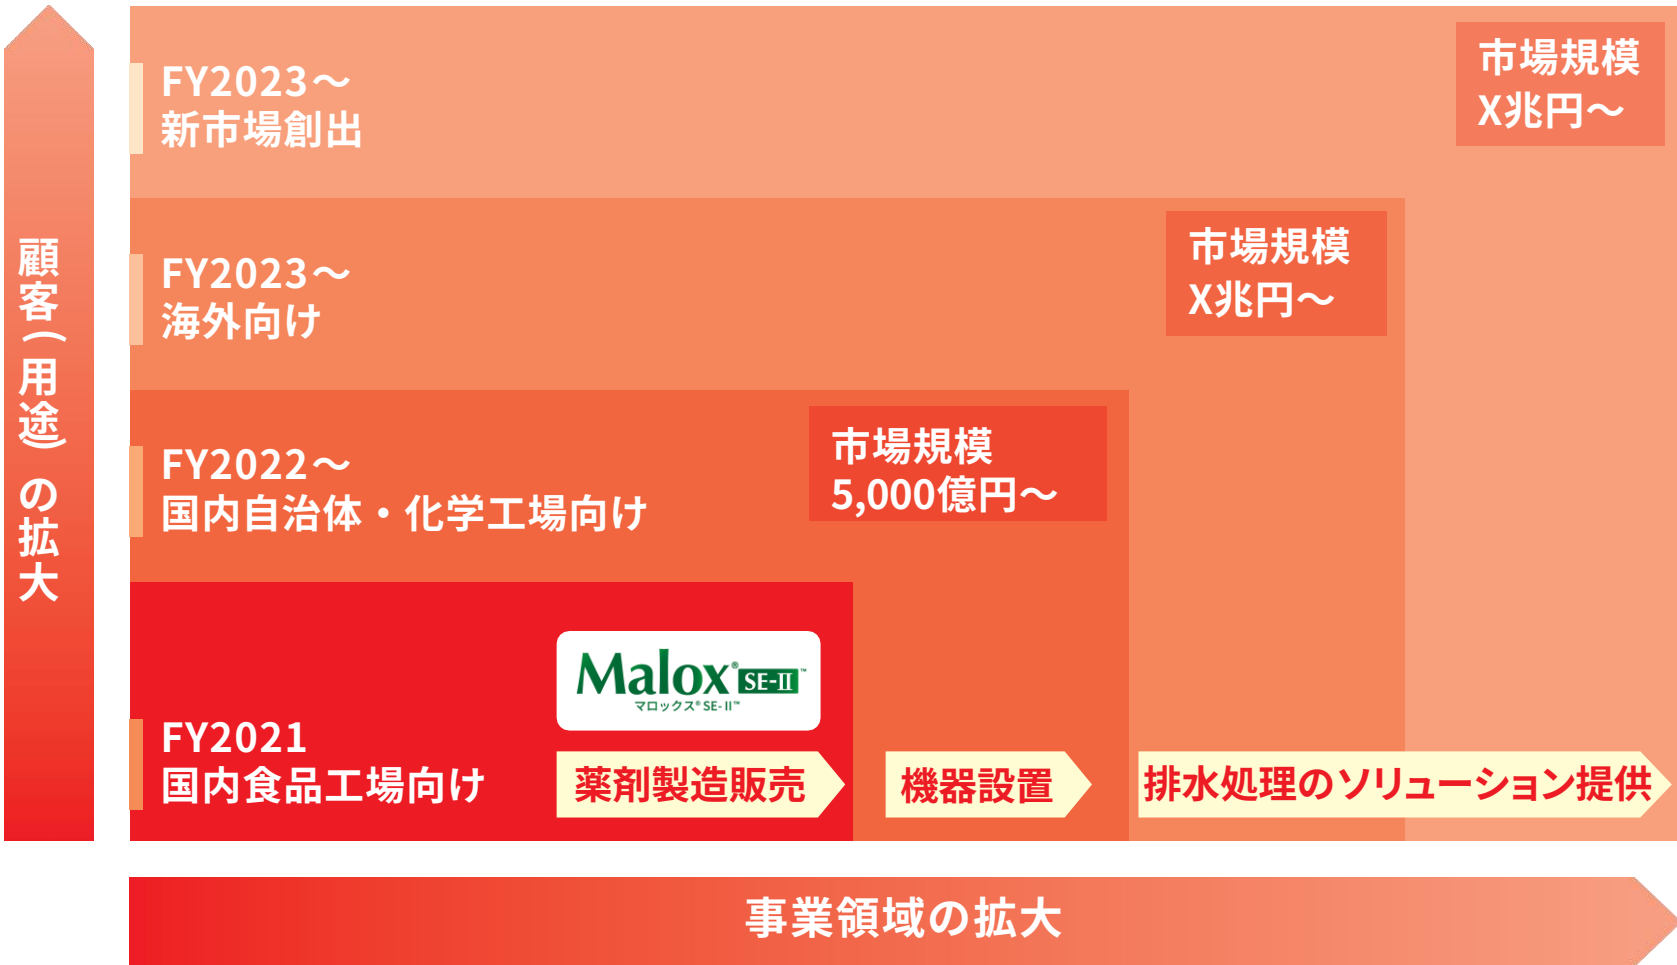 顧客(用途)の拡大
FY2023～
新市場創出
市場規模
X兆円～
FY2023～
海外向け
市場規模
X兆円～
FY2022～
国内自治体・化学工場向け
市場規模
5,000億円～
Malox® SE-II™
マロックス® SE-II™
FY2021
国内食品工場向け
薬剤製造販売
機器設置
排水処理のソリューション提供
事業領域の拡大